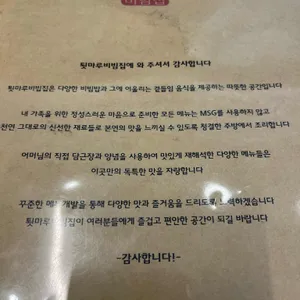 툇마루비빔집에 와 주셔서 감사합니다
툇마루비빔집은 다양한 비빔밥과 그에 어울리는 곁들임 음식을 제공하는 따뜻한 공간입니다
내 가족을 위한 정성스러운 마음으로 준비한 모든 메뉴는 MSG를 사용하지 않고
천연 그대로의 신선한 재료들로 본연의 맛을 느끼실 수 있도록 청결한 주방에서 조리합니다
어머님의 직접 담근장과 양념을 사용하여 맛있게 재해석한 다양한 메뉴들은
이곳만의 독특한 맛을 자랑합니다
꾸준한 메뉴 개발을 통해 다양한 맛과 즐거움을 드리도록 노력하겠습니다
툇마루비빔집이 여러분들에게 즐겁고 편안한 공간이 되길 바랍니다
-감사합니다!-